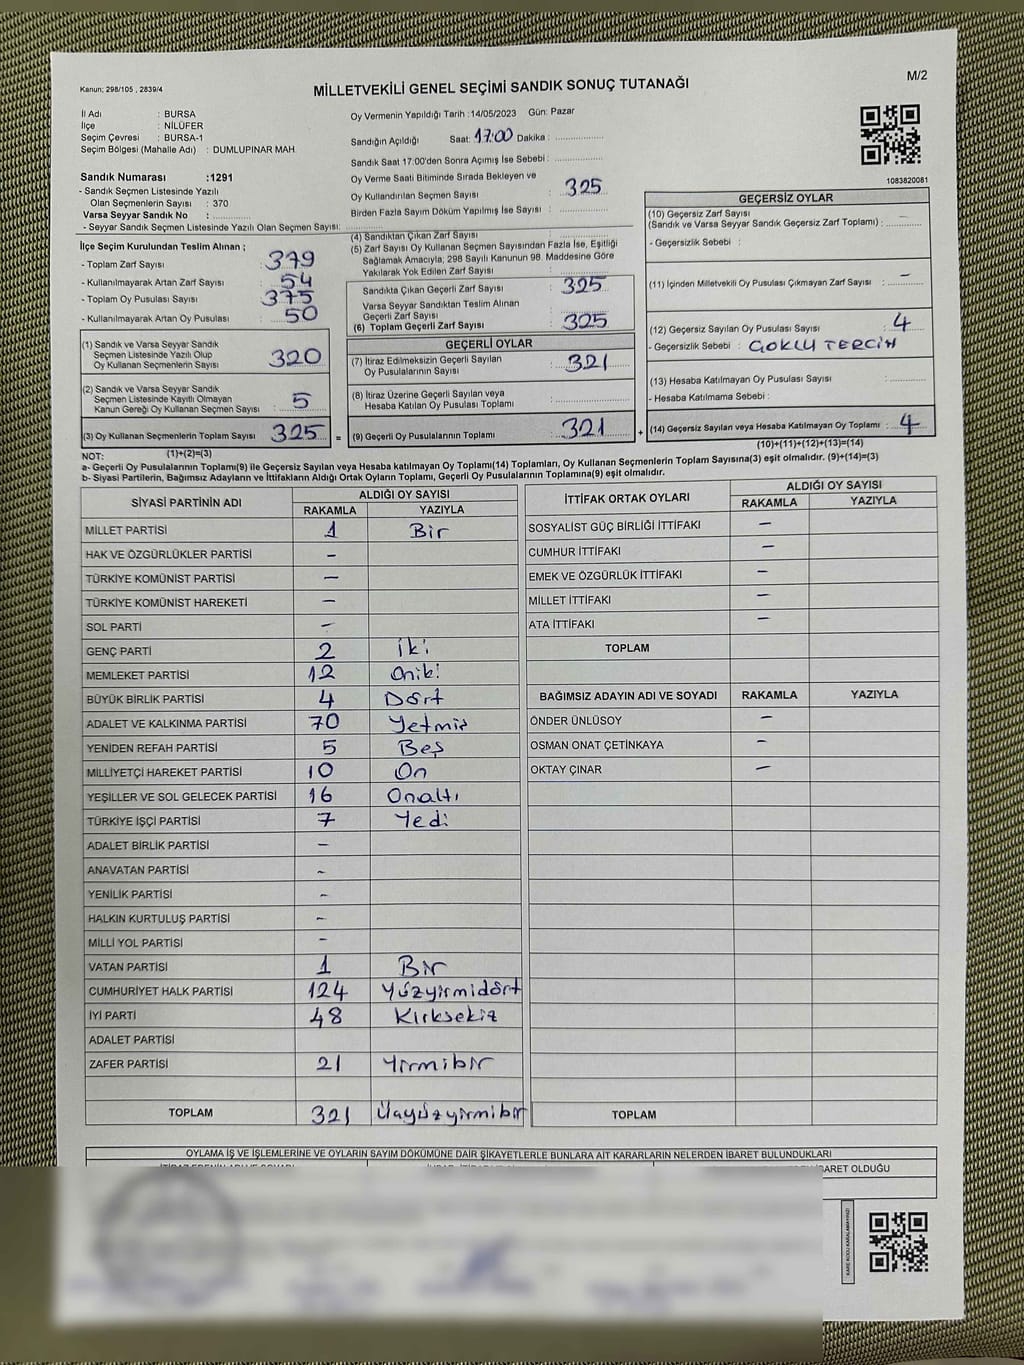 M/2
Kanun; 298/105 , 2839/4
MİLLETVEKİLİ GENEL SEÇİMİ SANDIK SONUÇ TUTANAĞI
İl Adı : BURSA
İlçe : NİLÜFER
Seçim Çevresi : BURSA-1
Seçim Bölgesi (Mahalle Adı) : DUMLUPINAR MAH.
Sandık Numarası :1291
- Sandık Seçmen Listesinde Yazılı
Olan Seçmenlerin Sayısı : 370
Varsa Seyyar Sandık No :
- Seyyar Sandık Seçmen Listesinde Yazılı Olan Seçmen Sayısı:
Oy Vermenin Yapıldığı Tarih :14/05/2023 Gün: Pazar
Sandığın Açıldığı Saat: 17:00 Dakika :
Sandık Saat 17:00'den Sonra Açımış İse Sebebi :
Oy Verme Saati Bitiminde Sırada Bekleyen ve
Oy Kullandırılan Seçmen Sayısı : 325
Birden Fazla Sayım Döküm Yapılmış İse Sayısı :
1083820081
İlçe Seçim Kurulundan Teslim Alınan ;
- Toplam Zarf Sayısı : 379
- Kullanılmayarak Artan Zarf Sayısı : 54
- Toplam Oy Pusulası Sayısı : 375
- Kullanılmayarak Artan Oy Pusulası : 50
(1) Sandık ve Varsa Seyyar Sandık
Seçmen Listesinde Yazılı Olup
Oy Kullanan Seçmenlerin Sayısı : 320
(2) Sandık ve Varsa Seyyar Sandık
Seçmen Listesinde Kayıtlı Olmayan
Kanun Gereği Oy Kullanan Seçmen Sayısı : 5
(3) Oy Kullanan Seçmenlerin Toplam Sayısı : 325
(1)+(2)=(3)
(4) Sandıktan Çıkan Zarf Sayısı :
(5) Zarf Sayısı Oy Kullanan Seçmen Sayısından Fazla İse, Eşitliği
Sağlamak Amacıyla, 298 Sayılı Kanunun 98. Maddesine Göre
Yakılarak Yok Edilen Zarf Sayısı :
Sandıkta Çıkan Geçerli Zarf Sayısı : 325
Varsa Seyyar Sandıktan Teslim Alınan
Geçerli Zarf Sayısı :
(6) Toplam Geçerli Zarf Sayısı : 325
GEÇERLİ OYLAR
(7) İtiraz Edilmeksizin Geçerli Sayılan
Oy Pusulalarının Sayısı : 321
(8) İtiraz Üzerine Geçerli Sayılan veya
Hesaba Katılan Oy Pusulası Toplamı :
= (9) Geçerli Oy Pusulalarının Toplamı : 321
GEÇERSİZ OYLAR
(10) Geçersiz Zarf Sayısı
(Sandık ve Varsa Seyyar Sandık Geçersiz Zarf Toplamı) : –
- Geçersizlik Sebebi :
(11) İçinden Milletvekili Oy Pusulası Çıkmayan Zarf Sayısı : –
(12) Geçersiz Sayılan Oy Pusulası Sayısı : 4
- Geçersizlik Sebebi : ÇOKLU TERCİH
(13) Hesaba Katılmayan Oy Pusulası Sayısı :
- Hesaba Katılmama Sebebi :
+ (14) Geçersiz Sayılan veya Hesaba Katılmayan Oy Toplamı : 4
(10)+(11)+(12)+(13)=(14)
NOT:
a- Geçerli Oy Pusulalarının Toplamı(9) ile Geçersiz Sayılan veya Hesaba katılmayan Oy Toplamı(14) Toplamları, Oy Kullanan Seçmenlerin Toplam Sayısına(3) eşit olmalıdır. (9)+(14)=(3)
b- Siyasi Partilerin, Bağımsız Adayların ve İttifakların Aldığı Ortak Oyların Toplamı, Geçerli Oy Pusulalarının Toplamına(9) eşit olmalıdır.
SİYASİ PARTİNİN ADI ALDIĞI OY SAYISI
RAKAMLA YAZIYLA
MİLLET PARTİSİ 1 Bir
HAK VE ÖZGÜRLÜKLER PARTİSİ –
TÜRKİYE KOMÜNİST PARTİSİ –
TÜRKİYE KOMÜNİST HAREKETİ –
SOL PARTİ –
GENÇ PARTİ 2 iki
MEMLEKET PARTİSİ 12 Oniki
BÜYÜK BİRLİK PARTİSİ 4 Dört
ADALET VE KALKINMA PARTİSİ 70 Yetmiş
YENİDEN REFAH PARTİSİ 5 Beş
MİLLİYETÇİ HAREKET PARTİSİ 10 On
YEŞİLLER VE SOL GELECEK PARTİSİ 16 Onaltı
TÜRKİYE İŞÇİ PARTİSİ 7 Yedi
ADALET BİRLİK PARTİSİ –
ANAVATAN PARTİSİ –
YENİLİK PARTİSİ –
HALKIN KURTULUŞ PARTİSİ –
MİLLİ YOL PARTİSİ –
VATAN PARTİSİ 1 Bir
CUMHURİYET HALK PARTİSİ 124 Yüzyirmidört
İYİ PARTİ 48 Kırksekiz
ADALET PARTİSİ
ZAFER PARTİSİ 21 Yirmibir
TOPLAM 321 Üçyüzyirmibir
İTTİFAK ORTAK OYLARI ALDIĞI OY SAYISI
RAKAMLA YAZIYLA
SOSYALİST GÜÇ BİRLİĞİ İTTİFAKI –
CUMHUR İTTİFAKI –
EMEK VE ÖZGÜRLÜK İTTİFAKI –
MİLLET İTTİFAKI –
ATA İTTİFAKI –
TOPLAM
BAĞIMSIZ ADAYIN ADI VE SOYADI RAKAMLA YAZIYLA
ÖNDER ÜNLÜSOY –
OSMAN ONAT ÇETİNKAYA –
OKTAY ÇINAR –
TOPLAM
OYLAMA İŞ VE İŞLEMLERİNE VE OYLARIN SAYIM DÖKÜMÜNE DAİR ŞİKAYETLERLE BUNLARA AİT KARARLARIN NELERDEN İBARET BULUNDUKLARI
İBARET OLDUĞU
KARE KODU KARALAMAYINIZ!